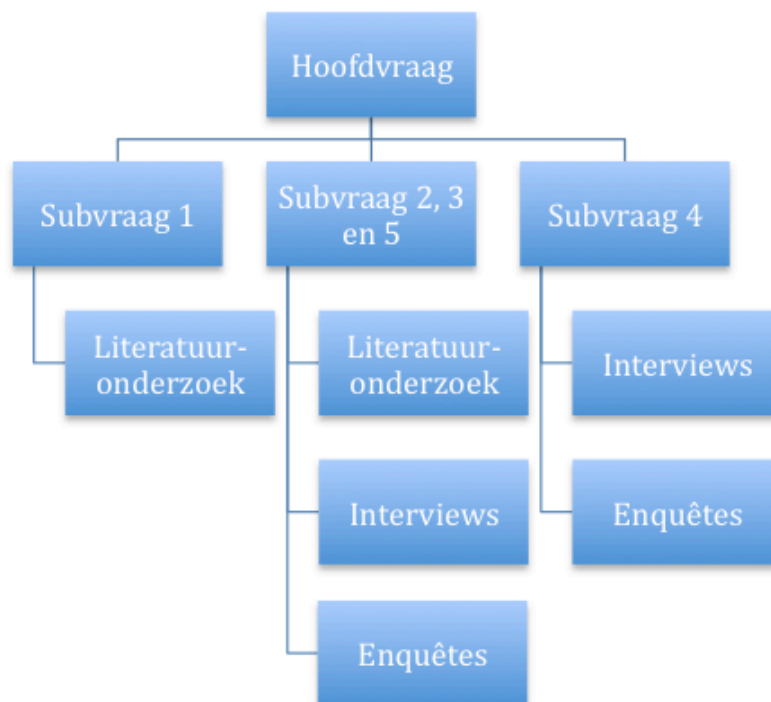 Hoofdvraag
Subvraag 1
Subvraag 2, 3
en 5
Subvraag 4
Literatuur-
onderzoek
Literatuur-
onderzoek
Interviews
Interviews
Enquêtes
Enquêtes